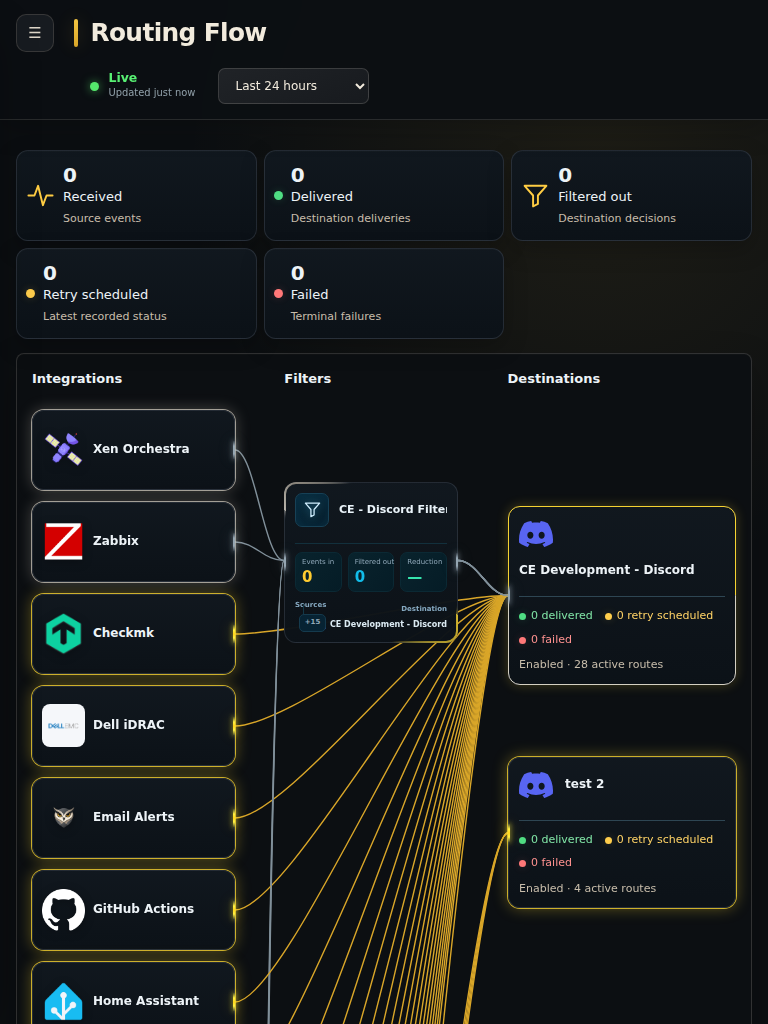 ☰
Routing Flow
Live
Updated just now
Last 24 hours
0
Received
Source events
0
Delivered
Destination deliveries
0
Filtered out
Destination decisions
0
Retry scheduled
Latest recorded status
0
Failed
Terminal failures
Integrations
Filters
Destinations
Xen Orchestra
Zabbix
Checkmk
DELL EMC
Dell iDRAC
Email Alerts
GitHub Actions
Home Assistant
CE - Discord Filter
Events in
0
Filtered out
0
Reduction
—
Sources
Destination
+15
CE Development - Discord
CE Development - Discord
0 delivered
0 retry scheduled
0 failed
Enabled · 28 active routes
test 2
0 delivered
0 retry scheduled
0 failed
Enabled · 4 active routes